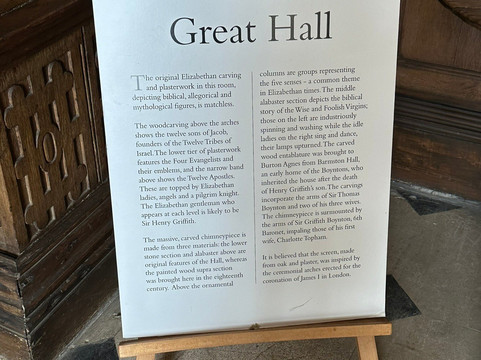 Great Hall
The original Elizabethan carving
and plasterwork in this room,
depicting biblical, allegorical and
mythological figures, is matchless.
The woodcarving above the arches
shows the twelve sons of Jacob,
founders of the Twelve Tribes of
Israel. The lower tier of plasterwork
features the Four Evangelists and
their emblems, and the narrow band
above shows the Twelve Apostles.
These are topped by Elizabethan
ladies, angels and a pilgrim knight.
The Elizabethan gentleman who
appears at each level is likely to be
Sir Henry Griffith.
The massive, carved chimneypiece is
made from three materials: the lower
stone section and alabaster above are
original features of the Hall, whereas
the painted wood supra section
was brought here in the eighteenth
century. Above the ornamental
columns are groups representing
the five senses - a common theme
in Elizabethan times. The middle
alabaster section depicts the biblical
story of the Wise and Foolish Virgins;
those on the left are industriously
spinning and washing while the idle
ladies on the right sing and dance,
their lamps upturned. The carved
wood entablature was brought to
Burton Agnes from Barmston Hall,
an early home of the Boyntons, who
inherited the house after the death
of Henry Griffith's son. The carvings
incorporate the arms of Sir Thomas
Boynton and two of his three wives.
The chimneypiece is surmounted by
the arms of Sir Griffith Boynton, 6th
Baronet, impaling those of his first
wife, Charlotte Topham.
It is believed that the screen, made
from oak and plaster, was inspired by
the ceremonial arches erected for the
coronation of James I in London.